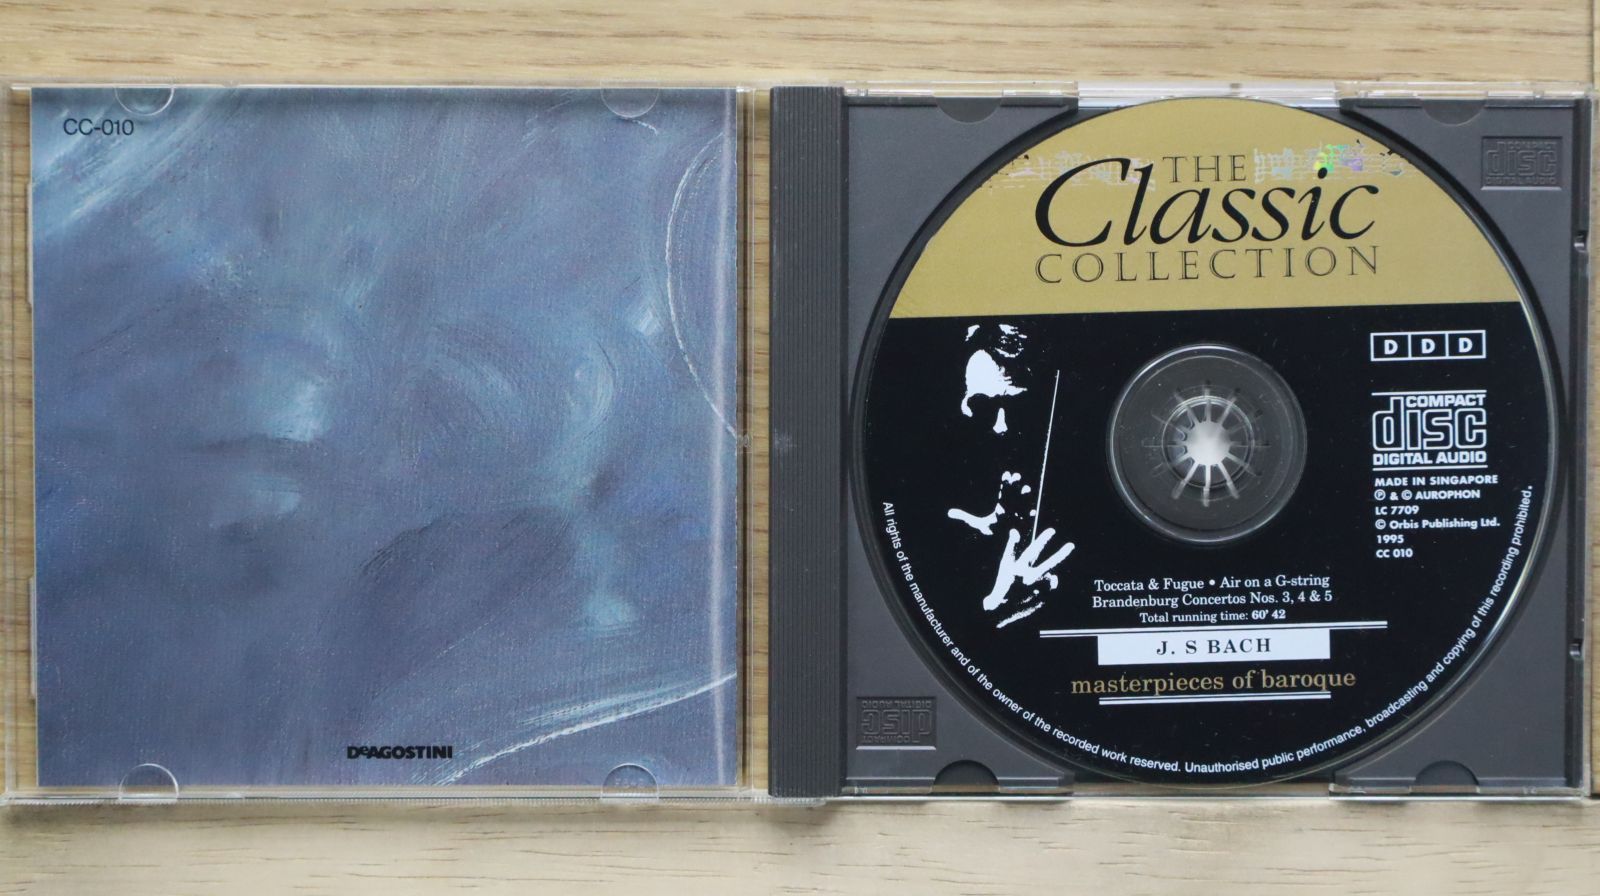 CC-010
DeAGOSTINI
THE
Classic
COLLECTION
D D D
COMPACT
disc
DIGITAL AUDIO
MADE IN SINGAPORE
℗ & © AUROPHON
LC 7709
© Orbis Publishing Ltd.
1995
CC 010
Toccata & Fugue • Air on a G-string
Brandenburg Concertos Nos. 3, 4 & 5
Total running time: 60' 42
J. S BACH
masterpieces of baroque
All rights of the manufacturer and of the owner of the recorded work reserved. Unauthorised public performance, broadcasting and copying of this recording prohibited.
COMPACT
disc
DIGITAL AUDIO
COMPACT
disc
DIGITAL AUDIO